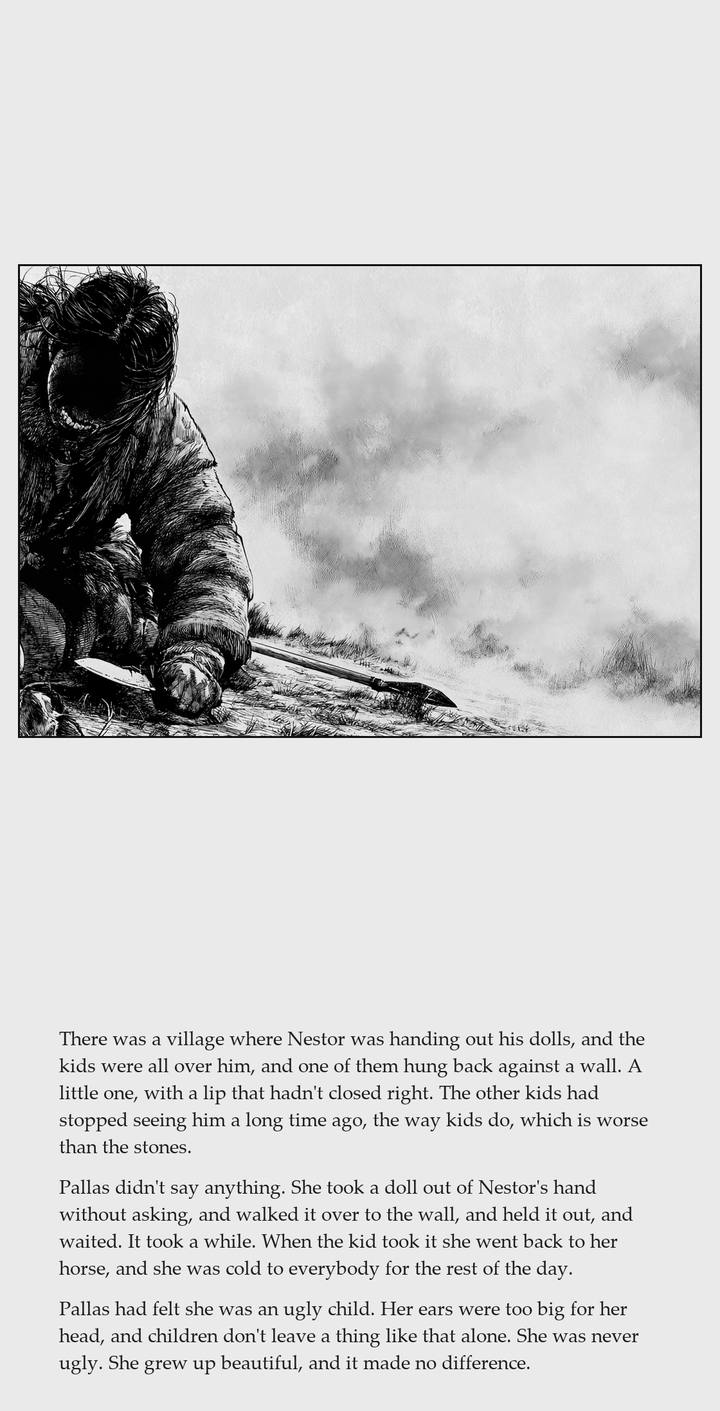 There was a village where Nestor was handing out his dolls, and the
kids were all over him, and one of them hung back against a wall. A
little one, with a lip that hadn't closed right. The other kids had
stopped seeing him a long time ago, the way kids do, which is worse
than the stones.
Pallas didn't say anything. She took a doll out of Nestor's hand
without asking, and walked it over to the wall, and held it out, and
waited. It took a while. When the kid took it she went back to her
horse, and she was cold to everybody for the rest of the day.
Pallas had felt she was an ugly child. Her ears were too big for her
head, and children don't leave a thing like that alone. She was never
ugly. She grew up beautiful, and it made no difference.